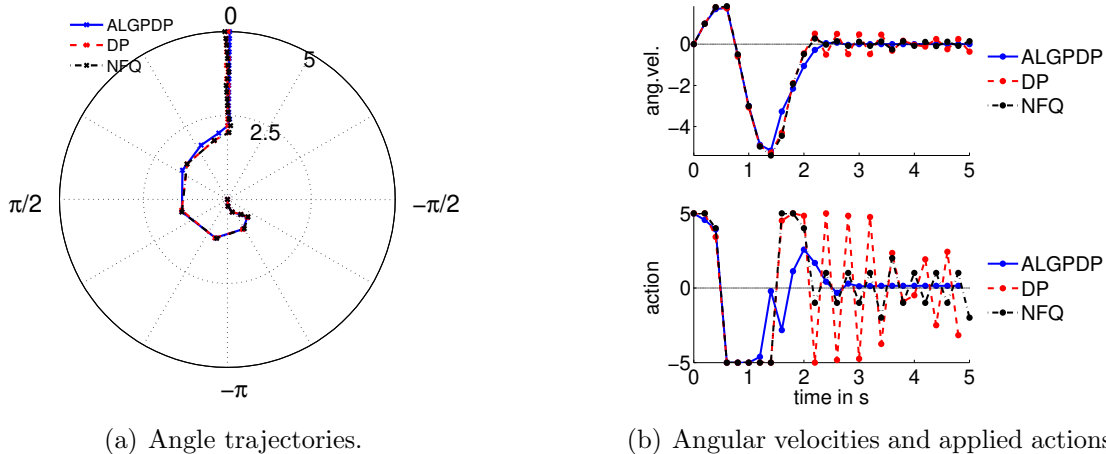 0
ALGPDP
DP
NFQ
5
2.5
π/2
−π/2
−π
(a) Angle trajectories.
0
−2
−4
ang.vel.
0 1 2 3 4 5
ALGPDP
DP
NFQ
5
0
−5
action
0 1 2 3 4 5
time in s
ALGPDP
DP
NFQ
(b) Angular velocities and applied actions